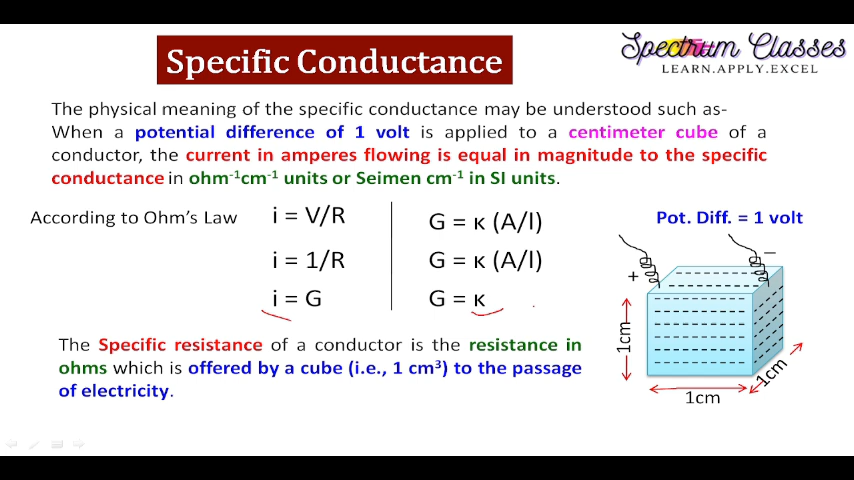 Specific Conductance
Spectrum Classes
LEARN.APPLY.EXCEL
The physical meaning of the specific conductance may be understood such as-
When a potential difference of 1 volt is applied to a centimeter cube of a
conductor, the current in amperes flowing is equal in magnitude to the specific
conductance in ohm⁻¹cm⁻¹ units or Seimen cm⁻¹ in SI units.
According to Ohm's Law
i = V/R
i = 1/R
i = G
G = κ (A/l)
G = κ (A/l)
G = κ
Pot. Diff. = 1 volt
+
−
1cm
1cm
1cm
The Specific resistance of a conductor is the resistance in
ohms which is offered by a cube (i.e., 1 cm³) to the passage
of electricity.